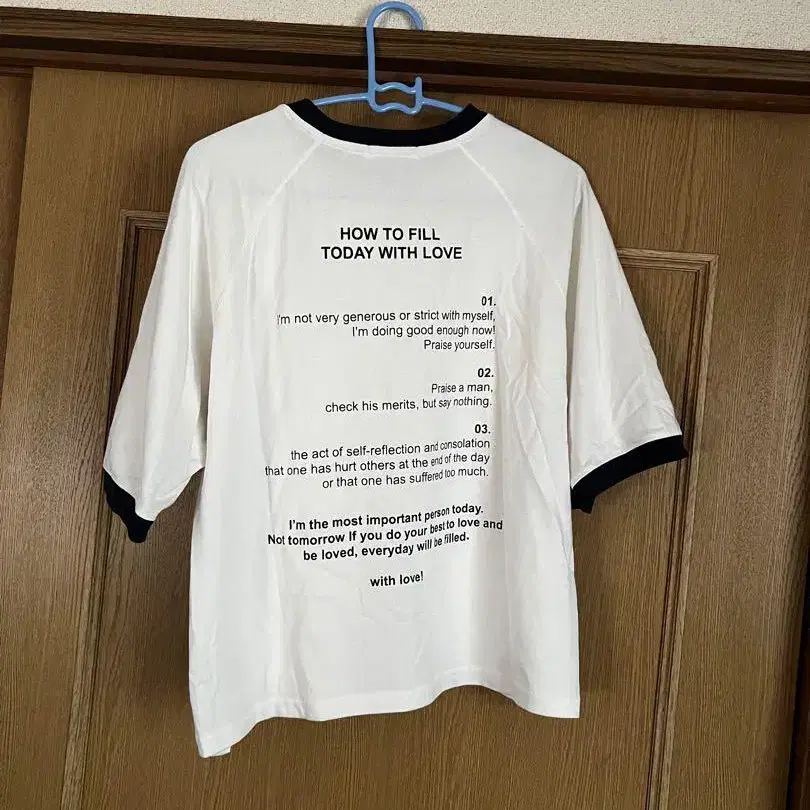 HOW TO FILL
TODAY WITH LOVE
01.
I'm not very generous or strict with myself,
I'm doing good enough now!
Praise yourself.
02.
Praise a man,
check his merits, but say nothing.
03.
the act of self-reflection and consolation
that one has hurt others at the end of the day
or that one has suffered too much.
I'm the most important person today.
Not tomorrow If you do your best to love and
be loved, everyday will be filled.
with love!